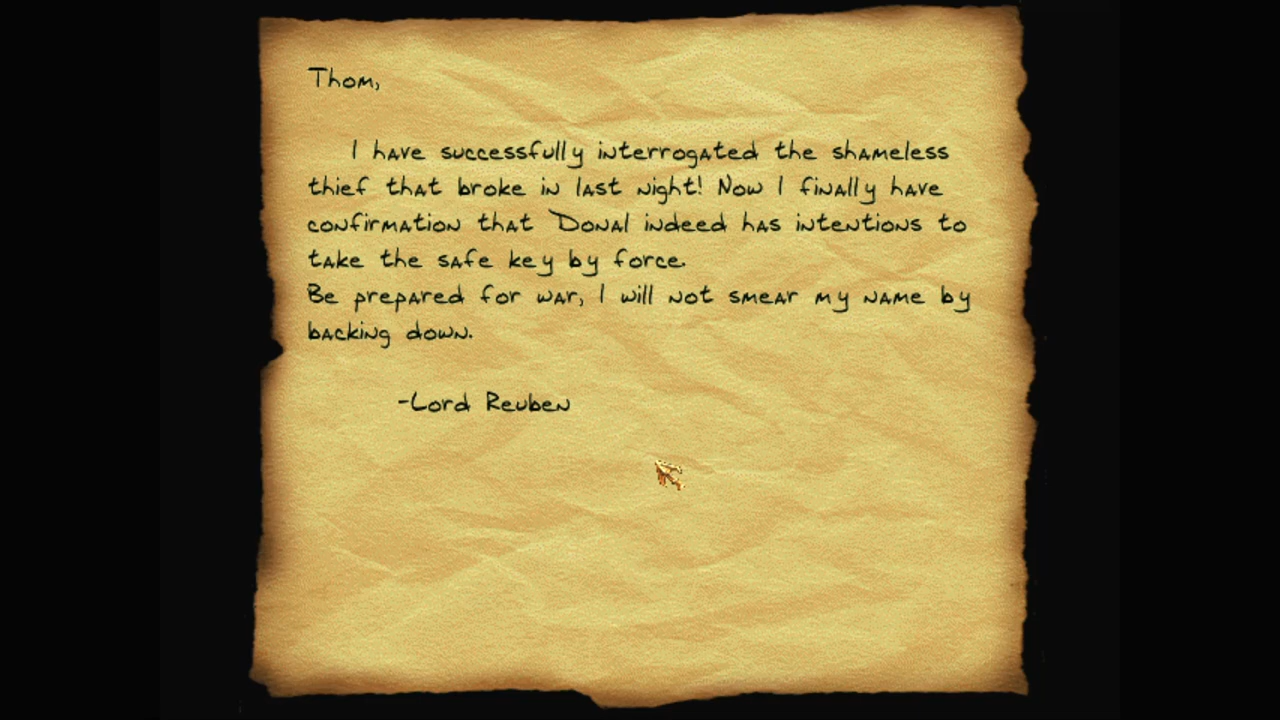 Thom,
I have successfully interrogated the shameless
thief that broke in last night! Now I finally have
confirmation that Donal indeed has intentions to
take the safe key by force.
Be prepared for war, I will not smear my name by
backing down.
-Lord Reuben